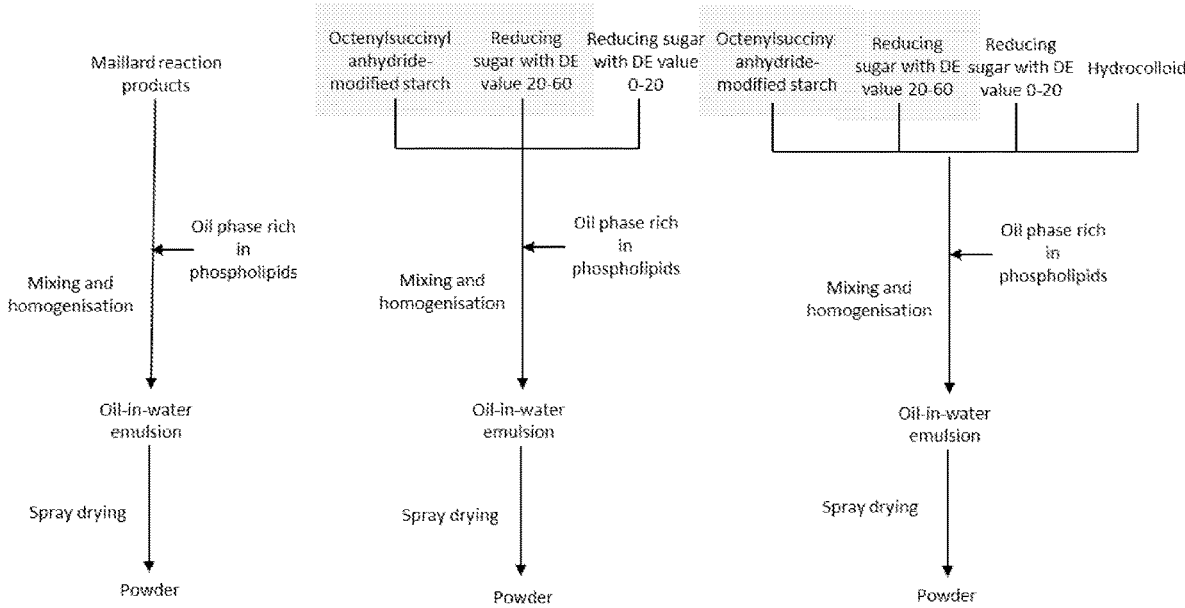 Maillard reaction
products
Oil phase rich
in
phospholipids
Mixing and
homogenisation
Oil-in-water
emulsion
Spray drying
Powder
Octenylsuccinyl
anhydride-
modified starch
Reducing
sugar with DE
value 20-60
Reducing sugar
with DE value
0-20
Oil phase rich
in
phospholipids
Mixing and
homogenisation
Oil-in-water
emulsion
Spray drying
Powder
Octenylsucciny
anhydride-
modified starch
Reducing
sugar with DE
value 20-60
Reducing
sugar with DE
value 0-20
Hydrocolloid
Oil phase rich
in
phospholipids
Mixing and
homogenisation
Oil-in-water
emulsion
Spray drying
Powder